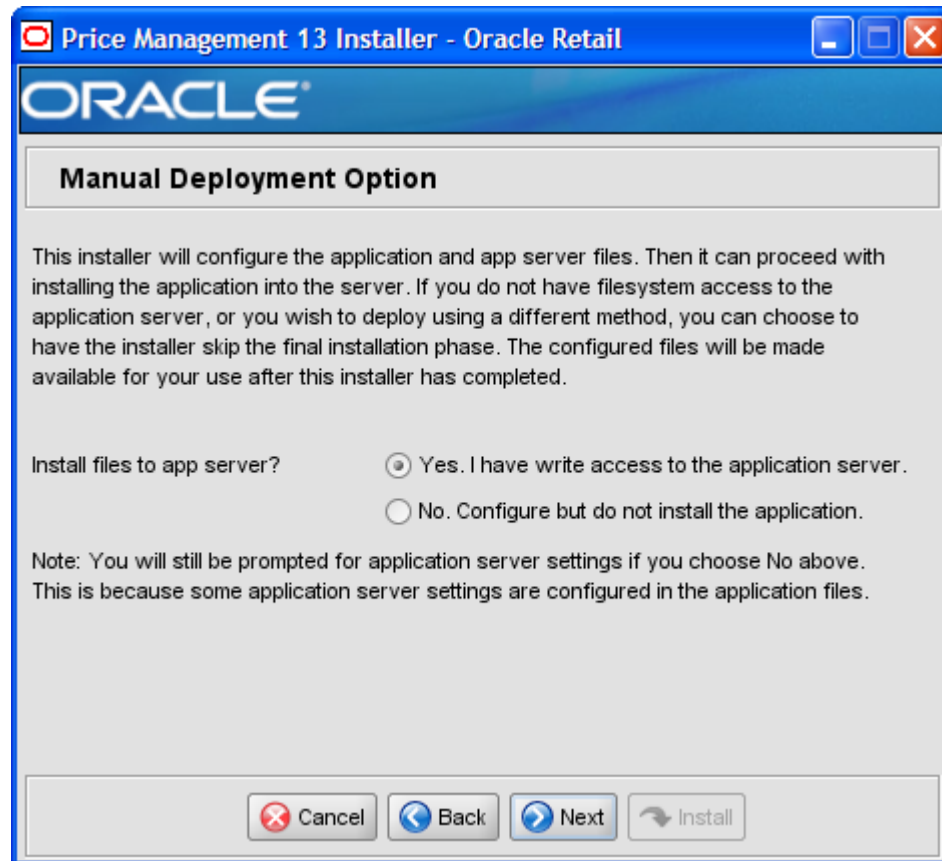 Price Management 13 Installer - Oracle Retail
ORACLE®
Manual Deployment Option
This installer will configure the application and app server files. Then it can proceed with
installing the application into the server. If you do not have filesystem access to the
application server, or you wish to deploy using a different method, you can choose to
have the installer skip the final installation phase. The configured files will be made
available for your use after this installer has completed.
Install files to app server?
Yes. I have write access to the application server.
No. Configure but do not install the application.
Note: You will still be prompted for application server settings if you choose No above.
This is because some application server settings are configured in the application files.
Cancel
Back
Next
Install